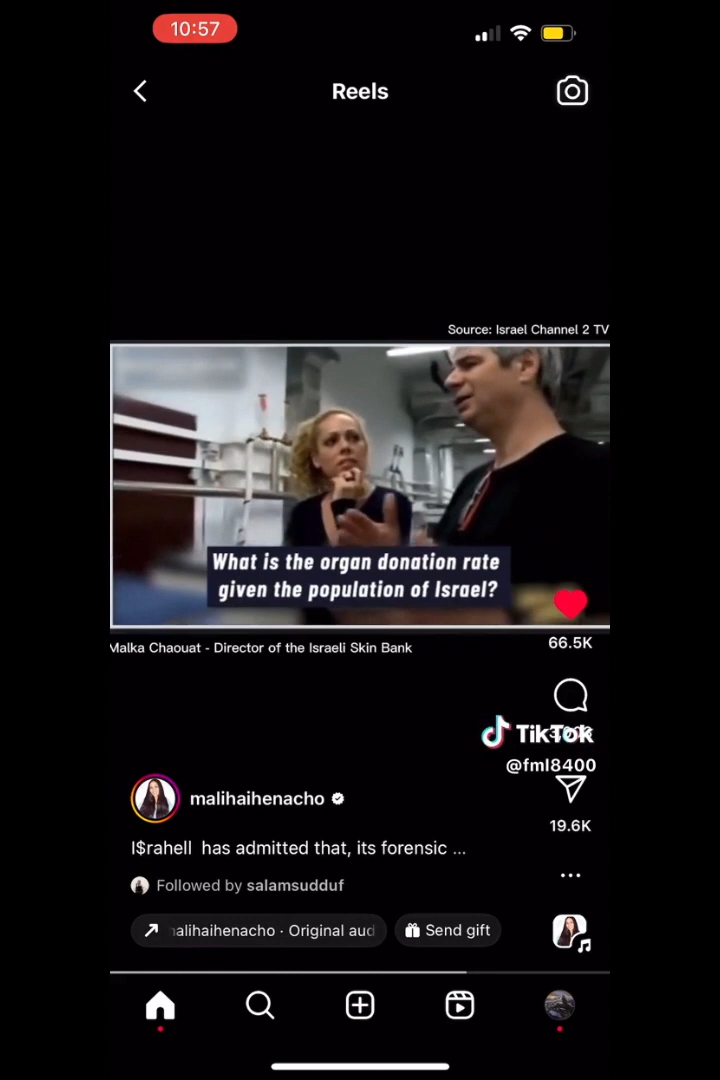 10:57
Reels
Source: Israel Channel 2 TV
What is the organ donation rate
given the population of Israel?
66.5K
Malka Chaouat - Director of the Israeli Skin Bank
TikTok
@fml8400
malihaihenacho
19.6K
I$rahell has admitted that, its forensic ...
Followed by salamsudduf
alihaihenacho · Original aud
Send gift